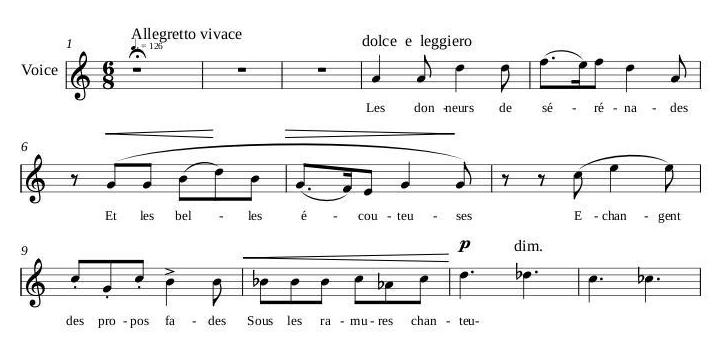 Allegretto vivace
1
= 126
dolce e leggiero
Voice
6
8
Les don -neurs de sé - ré - na - des
6
Et les bel - les é - cou - teu - ses E - chan - gent
9
p dim.
des pro - pos fa - des Sous les ra - mu - res chan - teu-